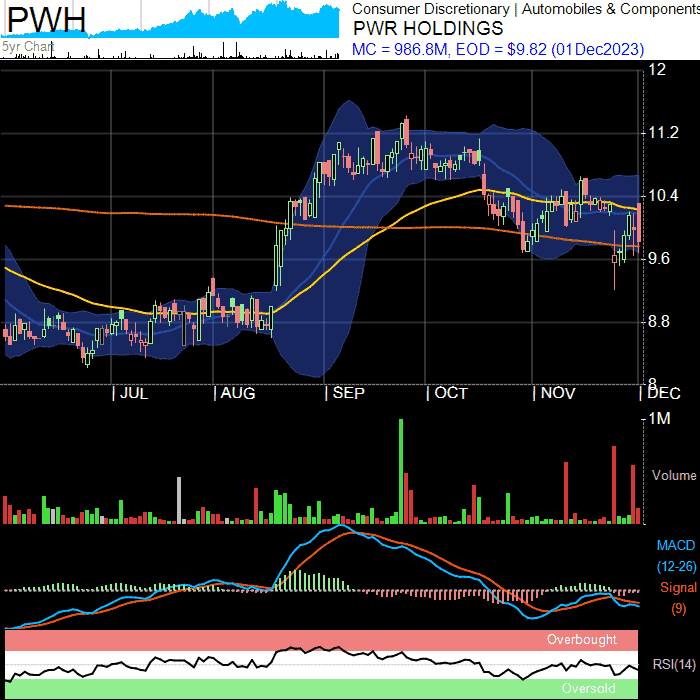 PWH
5yr Chart
Consumer Discretionary | Automobiles & Components
PWR HOLDINGS
MC = 986.8M, EOD = $9.82 (01Dec2023)
12
11.2
10.4
9.6
8.8
8
JUL
AUG
SEP
OCT
NOV
DEC
1M
Volume
MACD
(12-26)
Signal
(9)
Overbought
RSI(14)
Oversold